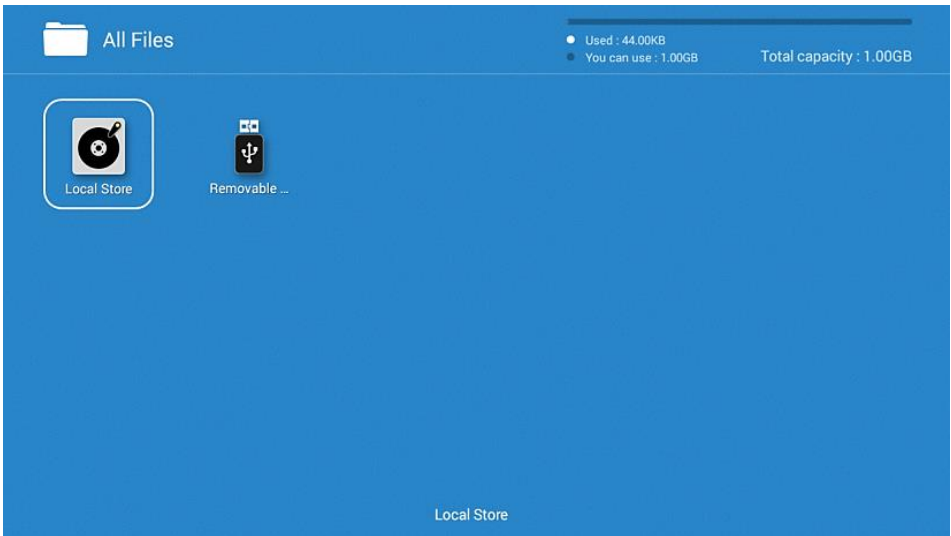 All Files
Used : 44.00KB
You can use : 1.00GB
Total capacity : 1.00GB
Local Store
Removable ...
Local Store